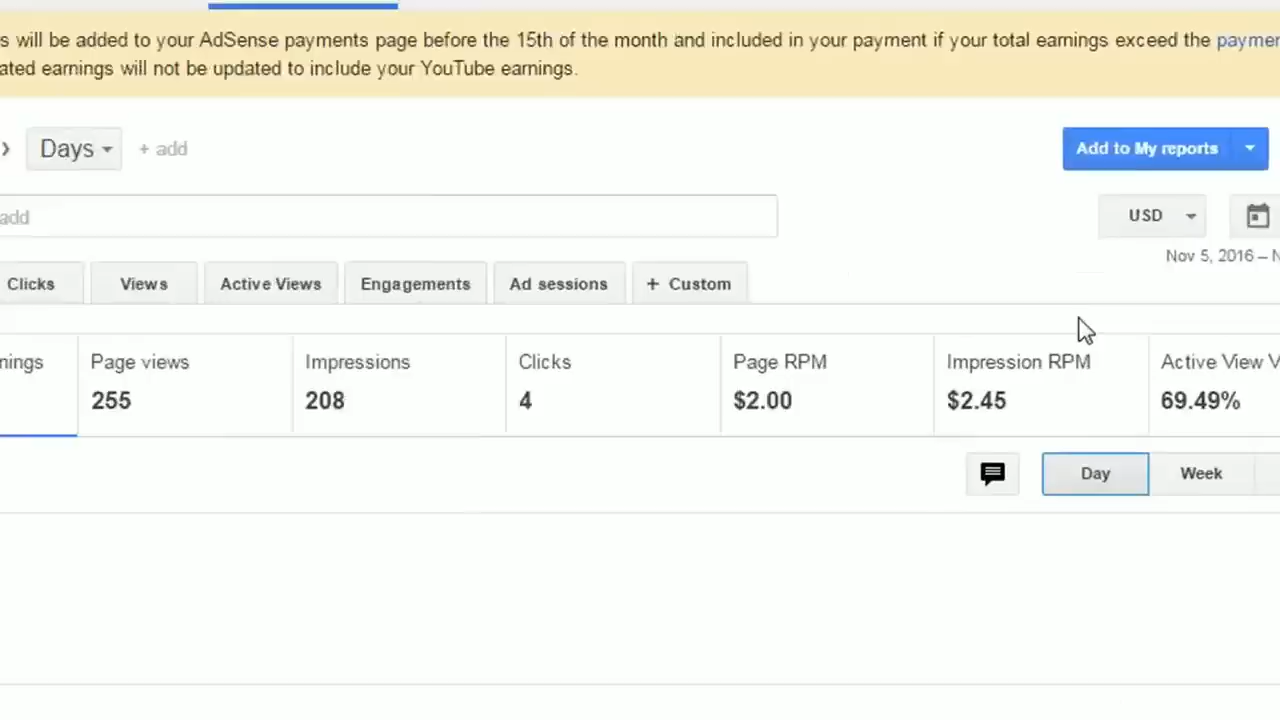 s will be added to your AdSense payments page before the 15th of the month and included in your payment if your total earnings exceed the paymen
ated earnings will not be updated to include your YouTube earnings.
Days + add
Add to My reports
add
USD
Nov 5, 2016 – N
Clicks Views Active Views Engagements Ad sessions + Custom
nings Page views Impressions Clicks Page RPM Impression RPM Active View V
255 208 4 $2.00 $2.45 69.49%
Day Week